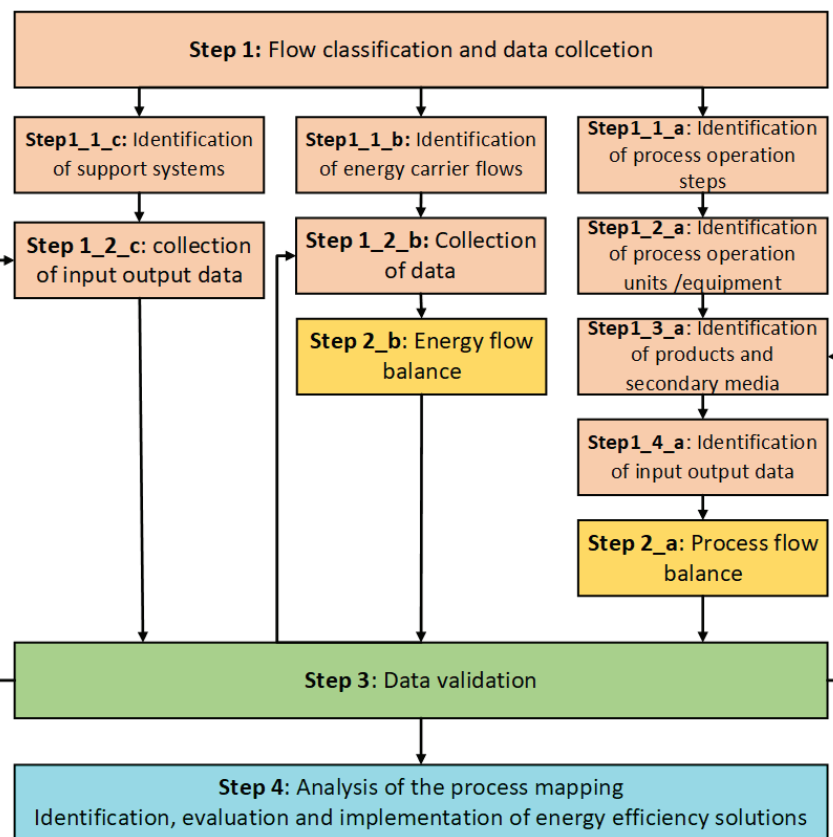 Step 1: Flow classification and data collcetion
Step1_1_c: Identification
of support systems
Step 1_2_c: collection
of input output data
Step1_1_b: Identification
of energy carrier flows
Step 1_2_b: Collection
of data
Step 2_b: Energy flow
balance
Step1_1_a: Identification
of process operation
steps
Step1_2_a: Identification
of process operation
units /equipment
Step1_3_a: Identification
of products and
secondary media
Step1_4_a: Identification
of input output data
Step 2_a: Process flow
balance
Step 3: Data validation
Step 4: Analysis of the process mapping
Identification, evaluation and implementation of energy efficiency solutions